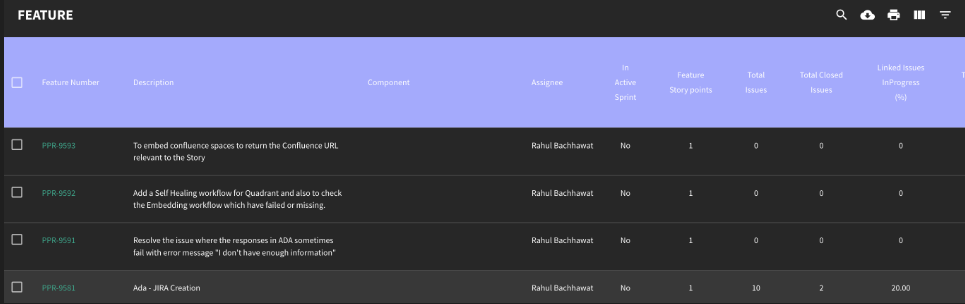 FEATURE
Feature Number Description Component Assignee In Active Sprint Feature Story points Total Issues Total Closed Issues Linked Issues InProgress (%) T
PPR-9593 To embed confluence spaces to return the Confluence URL Rahul Bachhawat No 1 0 0 0
relevant to the Story
PPR-9592 Add a Self Healing workflow for Quadrant and also to check Rahul Bachhawat No 1 0 0 0
the Embedding workflow which have failed or missing.
PPR-9591 Resolve the issue where the responses in ADA sometimes Rahul Bachhawat No 1 0 0 0
fail with error message "I don't have enough information"
PPR-9581 Ada - JIRA Creation Rahul Bachhawat No 1 10 2 20.00